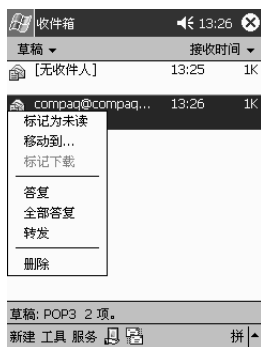 收件箱 13:26
草稿 接收时间
[无收件人] 13:25 1K
compaq@compaq... 13:26 1K
标记为未读
移动到...
标记下载
答复
全部答复
转发
删除
草稿: POP3 2 项。
新建 工具 服务 拼